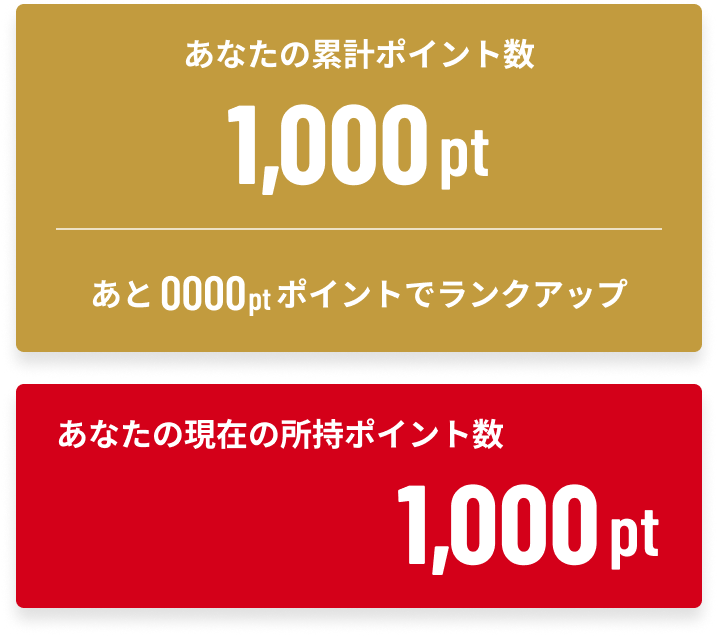 あなたの累計ポイント数
1,000 pt
あと 0000pt ポイントでランクアップ
あなたの現在の所持ポイント数
1,000 pt